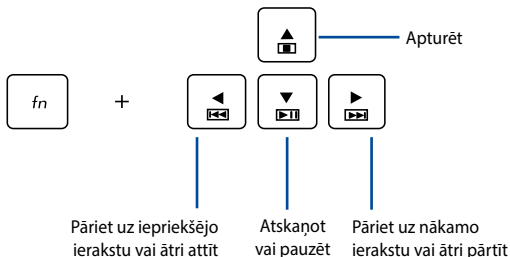 Apturēt
fn +
Pāriet uz iepriekšējo
ierakstu vai ātri attīt
Atskaņot
vai pauzēt
Pāriet uz nākamo
ierakstu vai ātri pārtīt